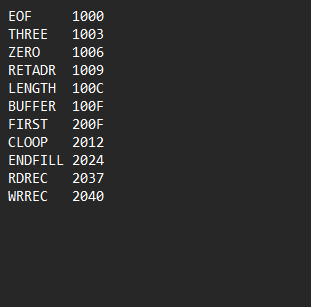 EOF 1000
THREE 1003
ZERO 1006
RETADR 1009
LENGTH 100C
BUFFER 100F
FIRST 200F
CLOOP 2012
ENDFILL 2024
RDREC 2037
WRREC 2040